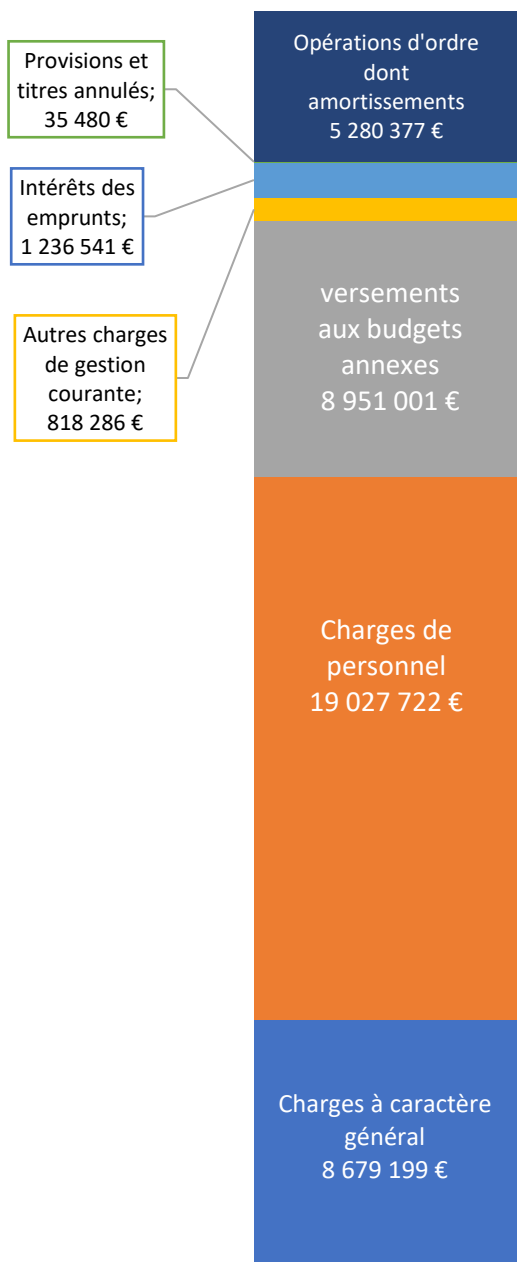 Opérations d'ordre
dont
amortissements
5 280 377 €
Provisions et
titres annulés;
35 480 €
Intérêts des
emprunts;
1 236 541 €
Autres charges
de gestion
courante;
818 286 €
versements
aux budgets
annexes
8 951 001 €
Charges de
personnel
19 027 722 €
Charges à caractère
général
8 679 199 €